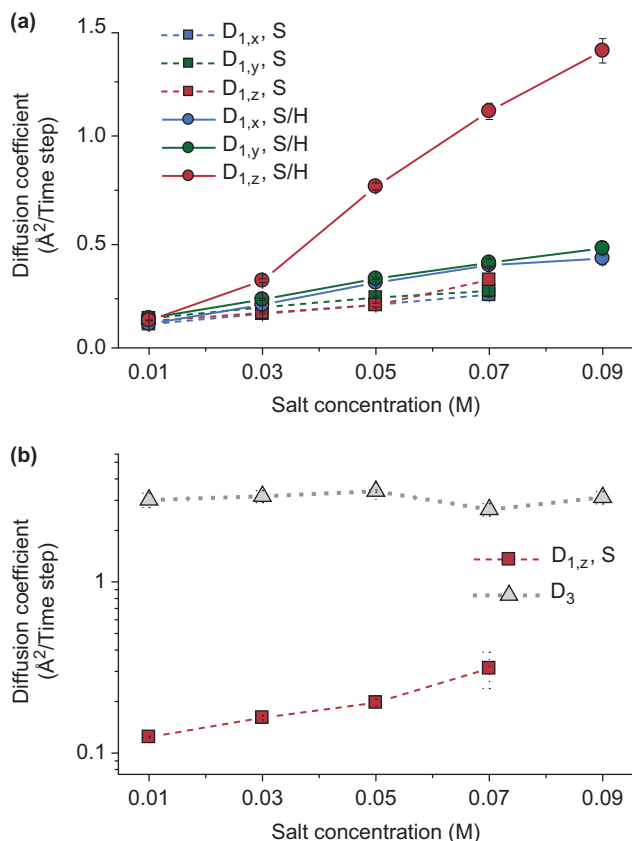 (a)
1.5
1.0
0.5
0.0
Diffusion coefficient
(Å²/Time step)
D₁,ₓ, S
D₁,ᵧ, S
D₁,z, S
D₁,ₓ, S/H
D₁,ᵧ, S/H
D₁,z, S/H
0.01 0.03 0.05 0.07 0.09
Salt concentration (M)
(b)
1
0.1
Diffusion coefficient
(Å²/Time step)
D₁,z, S
D₃
0.01 0.03 0.05 0.07 0.09
Salt concentration (M)